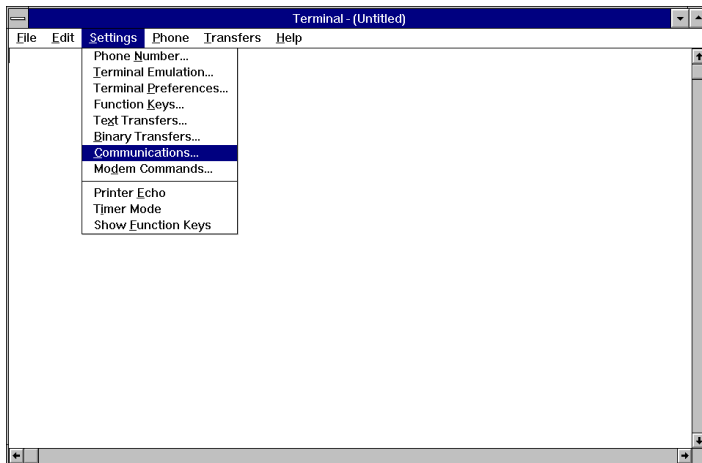 Terminal - (Untitled)
File Edit Settings Phone Transfers Help
Phone Number...
Terminal Emulation...
Terminal Preferences...
Function Keys...
Text Transfers...
Binary Transfers...
Communications...
Modem Commands...
Printer Echo
Timer Mode
Show Function Keys